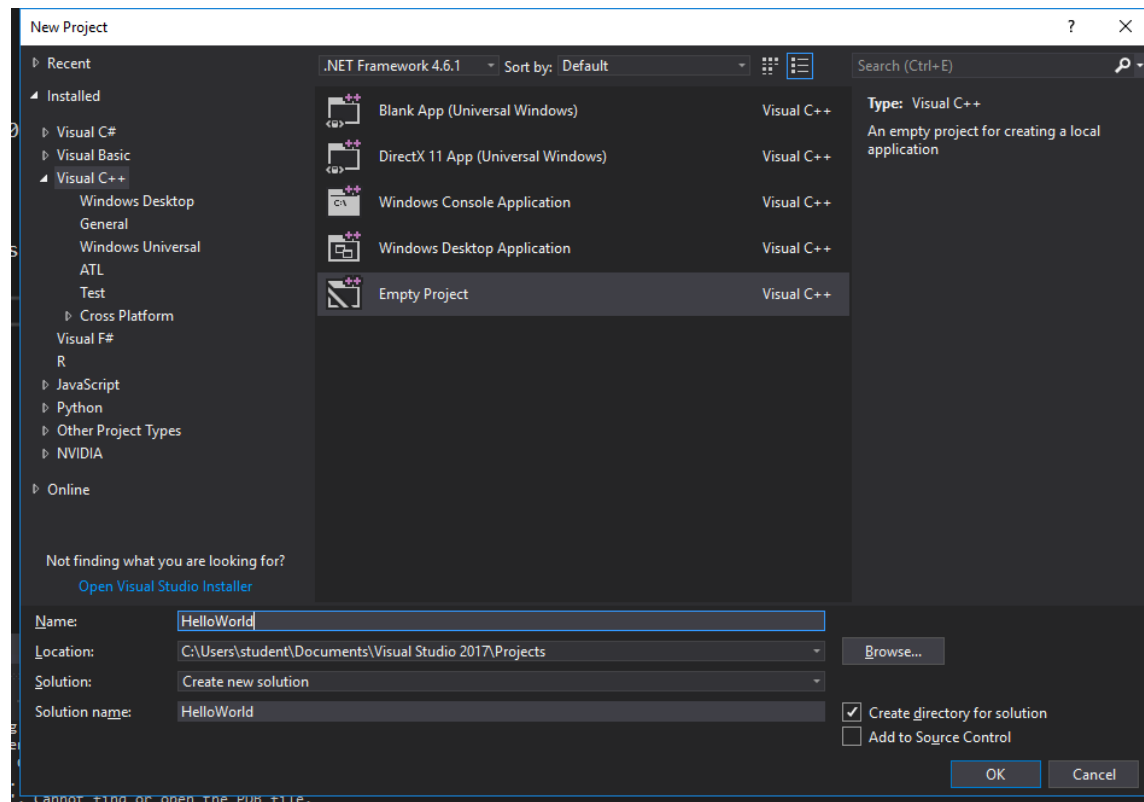 New Project
?
Recent
.NET Framework 4.6.1
Sort by: Default
Search (Ctrl+E)
Installed
Visual C#
Visual Basic
Visual C++
Windows Desktop
General
Windows Universal
ATL
Test
Cross Platform
Visual F#
R
JavaScript
Python
Other Project Types
NVIDIA
Online
Not finding what you are looking for?
Open Visual Studio Installer
Blank App (Universal Windows) Visual C++
DirectX 11 App (Universal Windows) Visual C++
C:\
Windows Console Application Visual C++
Windows Desktop Application Visual C++
Empty Project Visual C++
Type: Visual C++
An empty project for creating a local
application
Name: HelloWorld
Location: C:\Users\student\Documents\Visual Studio 2017\Projects
Browse...
Solution: Create new solution
Solution name: HelloWorld
Create directory for solution
Add to Source Control
OK Cancel
Cannot find or open the PDB file.